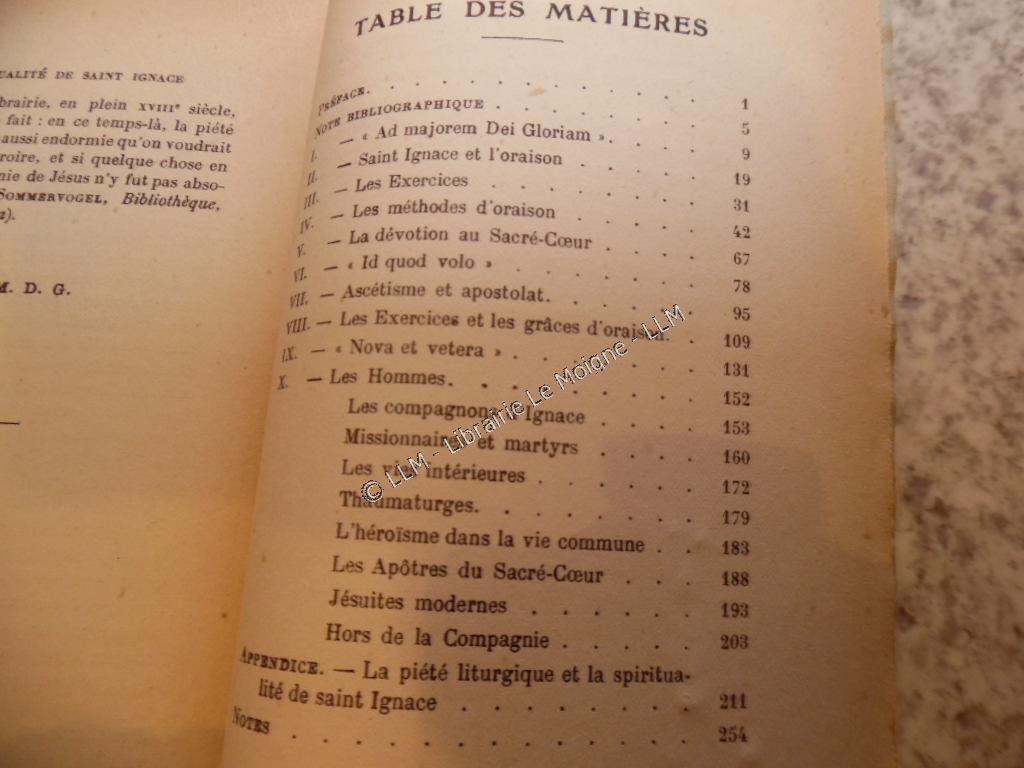 UALITÉ DE SAINT IGNACE
brairie, en plein XVIIIe siècle,
fait : en ce temps-là, la piété
aussi endormie qu'on voudrait
roire, et si quelque chose en
nie de Jésus n'y fut pas abso-
SOMMERVOGEL, Bibliothèque,
M. D. G.
TABLE DES MATIÈRES
PRÉFACE. . . . . . . . . . 1
NOTE BIBLIOGRAPHIQUE . . . . . . . 5
I. — « Ad majorem Dei Gloriam ». . . . 9
II. — Saint Ignace et l'oraison . . . . 19
III. — Les Exercices . . . . . . . 31
IV. — Les méthodes d'oraison . . . . 42
V. — La dévotion au Sacré-Cœur . . . . 67
VI. — « Id quod volo » . . . . . . 78
VII. — Ascétisme et apostolat. . . . . 95
VIII. — Les Exercices et les grâces d'oraison. . 109
IX. — « Nova et vetera » . . . . . . 131
X. — Les Hommes. . . . . . . . 152
Les compagnons d'Ignace . . . . 153
Missionnaires et martyrs . . . . 160
Les vies intérieures . . . . . . 172
Thaumaturges. . . . . . . . 179
L'héroïsme dans la vie commune . . 183
Les Apôtres du Sacré-Cœur . . . 188
Jésuites modernes . . . . . . 193
Hors de la Compagnie . . . . . 203
APPENDICE. — La piété liturgique et la spiritua-
lité de saint Ignace . . . . . . . 211
NOTES . . . . . . . . . . . 254
© LLM - Librairie Le Moigne - LLM